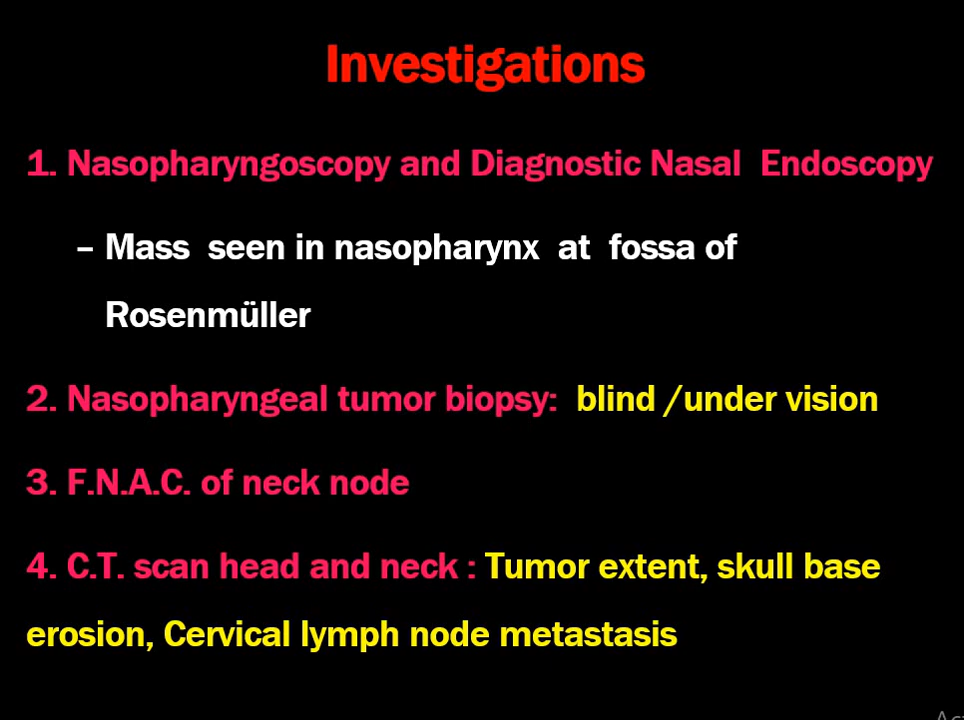 Investigations
1. Nasopharyngoscopy and Diagnostic Nasal Endoscopy
– Mass seen in nasopharynx at fossa of
Rosenmüller
2. Nasopharyngeal tumor biopsy: blind /under vision
3. F.N.A.C. of neck node
4. C.T. scan head and neck : Tumor extent, skull base
erosion, Cervical lymph node metastasis